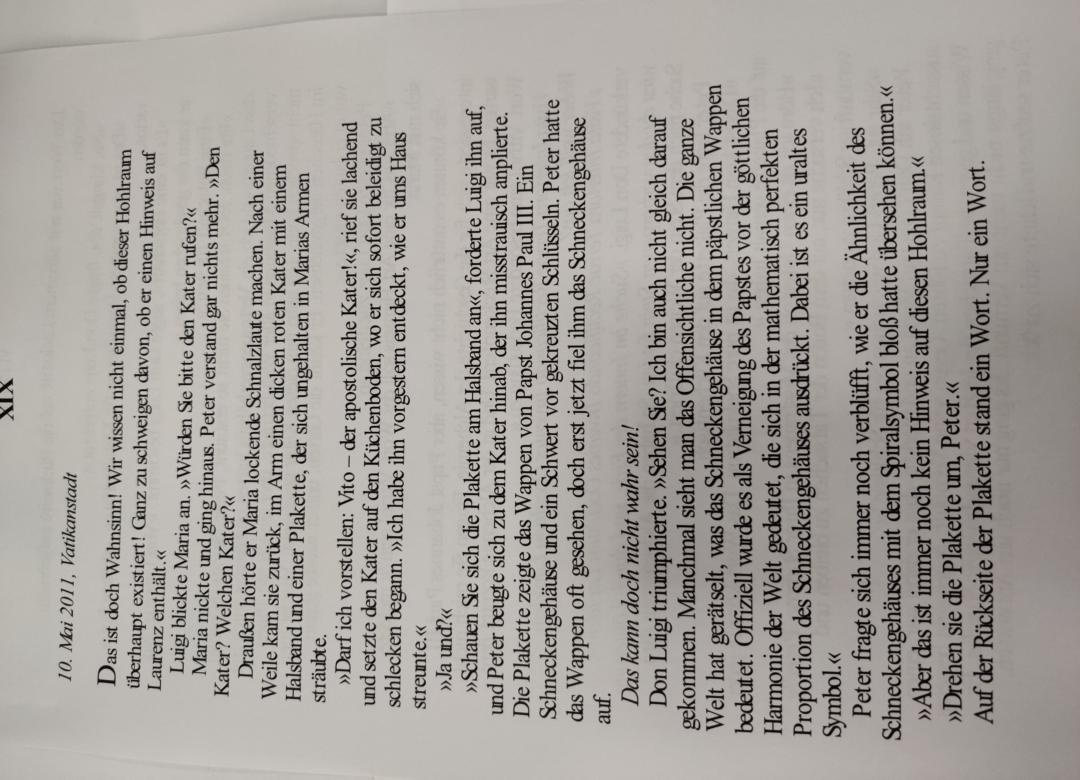 XIX
10. Mai 2011, Vatikanstadt
Das ist doch Wahnsinn! Wir wissen nicht einmal, ob dieser Hohlraum
überhaupt existiert! Ganz zu schweigen davon, ob er einen Hinweis auf
Laurenz enthält.«
Luigi blickte Maria an. »Würden Sie bitte den Kater rufen?«
Maria nickte und ging hinaus. Peter verstand gar nichts mehr. »Den
Kater? Welchen Kater?«
Draußen hörte er Maria lockende Schnalzlaute machen. Nach einer
Weile kam sie zurück, im Arm einen dicken roten Kater mit einem
Halsband und einer Plakette, der sich ungehalten in Marias Armen
sträubte.
»Darf ich vorstellen: Vito – der apostolische Kater!«, rief sie lachend
und setzte den Kater auf den Küchenboden, wo er sich sofort beleidigt zu
schlecken begann. »Ich habe ihn vorgestern entdeckt, wie er ums Haus
streunte.«
»Ja und?«
»Schauen Sie sich die Plakette am Halsband an«, forderte Luigi ihn auf,
und Peter beugte sich zu dem Kater hinab, der ihn misstrauisch anplierte.
Die Plakette zeigte das Wappen von Papst Johannes Paul III. Ein
Schneckengehäuse und ein Schwert vor gekreuzten Schlüsseln. Peter hatte
das Wappen oft gesehen, doch erst jetzt fiel ihm das Schneckengehäuse
auf.
Das kann doch nicht wahr sein!
Don Luigi triumphierte. »Sehen Sie? Ich bin auch nicht gleich darauf
gekommen. Manchmal sieht man das Offensichtliche nicht. Die ganze
Welt hat gerätselt, was das Schneckengehäuse in dem päpstlichen Wappen
bedeutet. Offiziell wurde es als Verneigung des Papstes vor der göttlichen
Harmonie der Welt gedeutet, die sich in der mathematisch perfekten
Proportion des Schneckengehäuses ausdrückt. Dabei ist es ein uraltes
Symbol.«
Peter fragte sich immer noch verblüfft, wie er die Ähnlichkeit des
Schneckengehäuses mit dem Spiralsymbol bloß hatte übersehen können.«
»Aber das ist immer noch kein Hinweis auf diesen Hohlraum.«
»Drehen sie die Plakette um, Peter.«
Auf der Rückseite der Plakette stand ein Wort. Nur ein Wort.